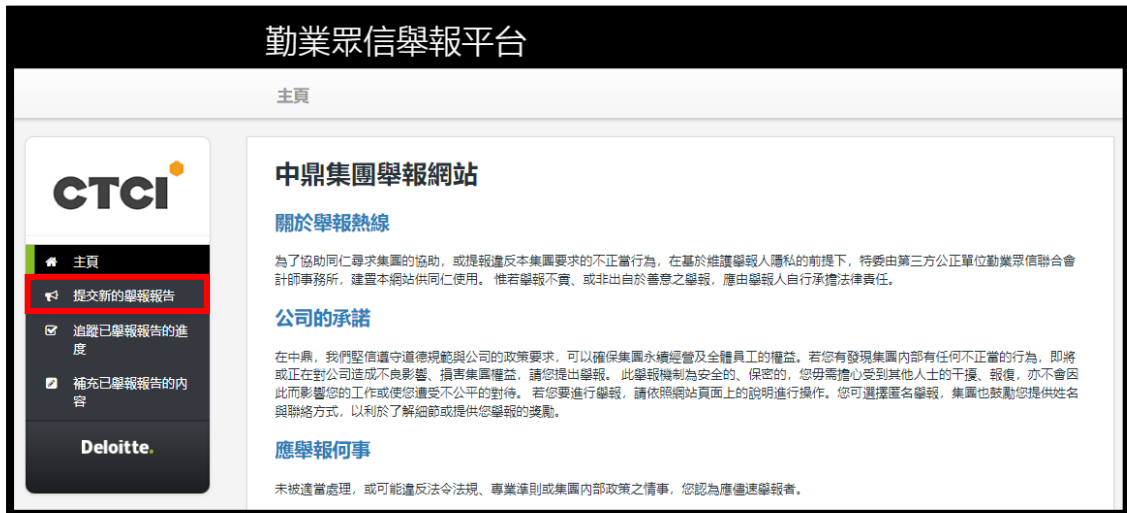 勤業眾信舉報平台
主頁
CTCI
主頁
提交新的舉報報告
追蹤已舉報報告的進
度
補充已舉報報告的內
容
Deloitte.
中鼎集團舉報網站
關於舉報熱線
為了協助同仁尋求集團的協助，或提報違反本集團要求的不正當行為，在基於維護舉報人隱私的前提下，特委由第三方公正單位勤業眾信聯合會
計師事務所，建置本網站供同仁使用。 惟若舉報不實、或非出自於善意之舉報，應由舉報人自行承擔法律責任。
公司的承諾
在中鼎，我們堅信遵守道德規範與公司的政策要求，可以確保集團永續經營及全體員工的權益。若您有發現集團內部有任何不正當的行為，即將
或正在對公司造成不良影響、損害集團權益，請您提出舉報。 此舉報機制為安全的、保密的，您毋需擔心受到其他人士的干擾、報復，亦不會因
此而影響您的工作或使您遭受不公平的對待。 若您要進行舉報，請依照網站頁面上的說明進行操作。您可選擇匿名舉報，集團也鼓勵您提供姓名
與聯絡方式，以利於了解細節或提供您舉報的獎勵。
應舉報何事
未被適當處理，或可能違反法令法規、專業準則或集團內部政策之情事，您認為應儘速舉報者。